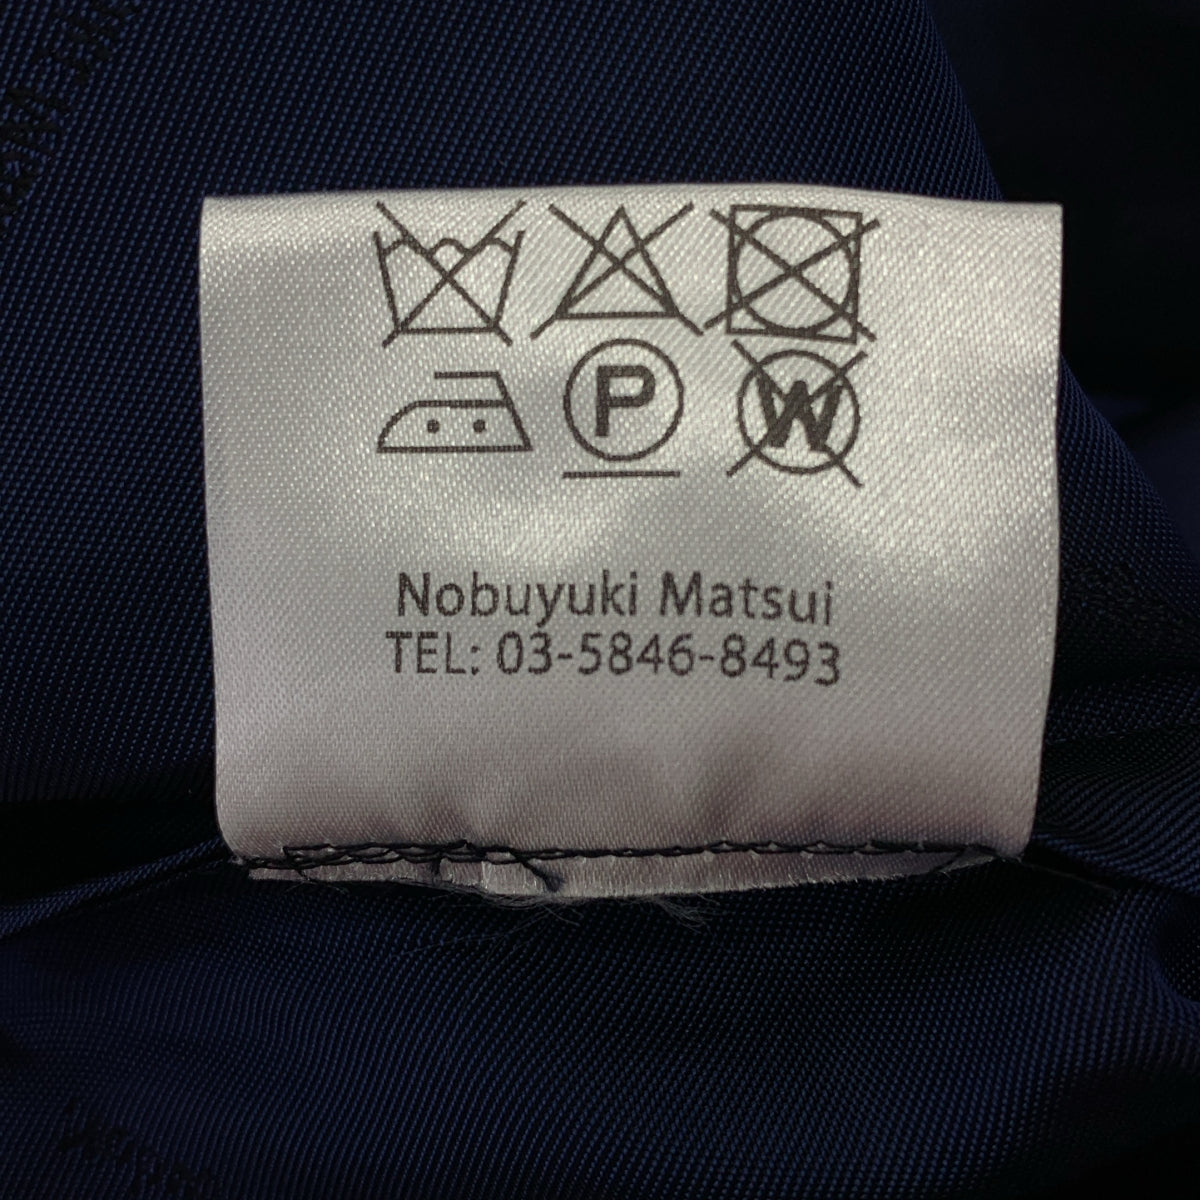 P W
Nobuyuki Matsui
TEL: 03-5846-8493